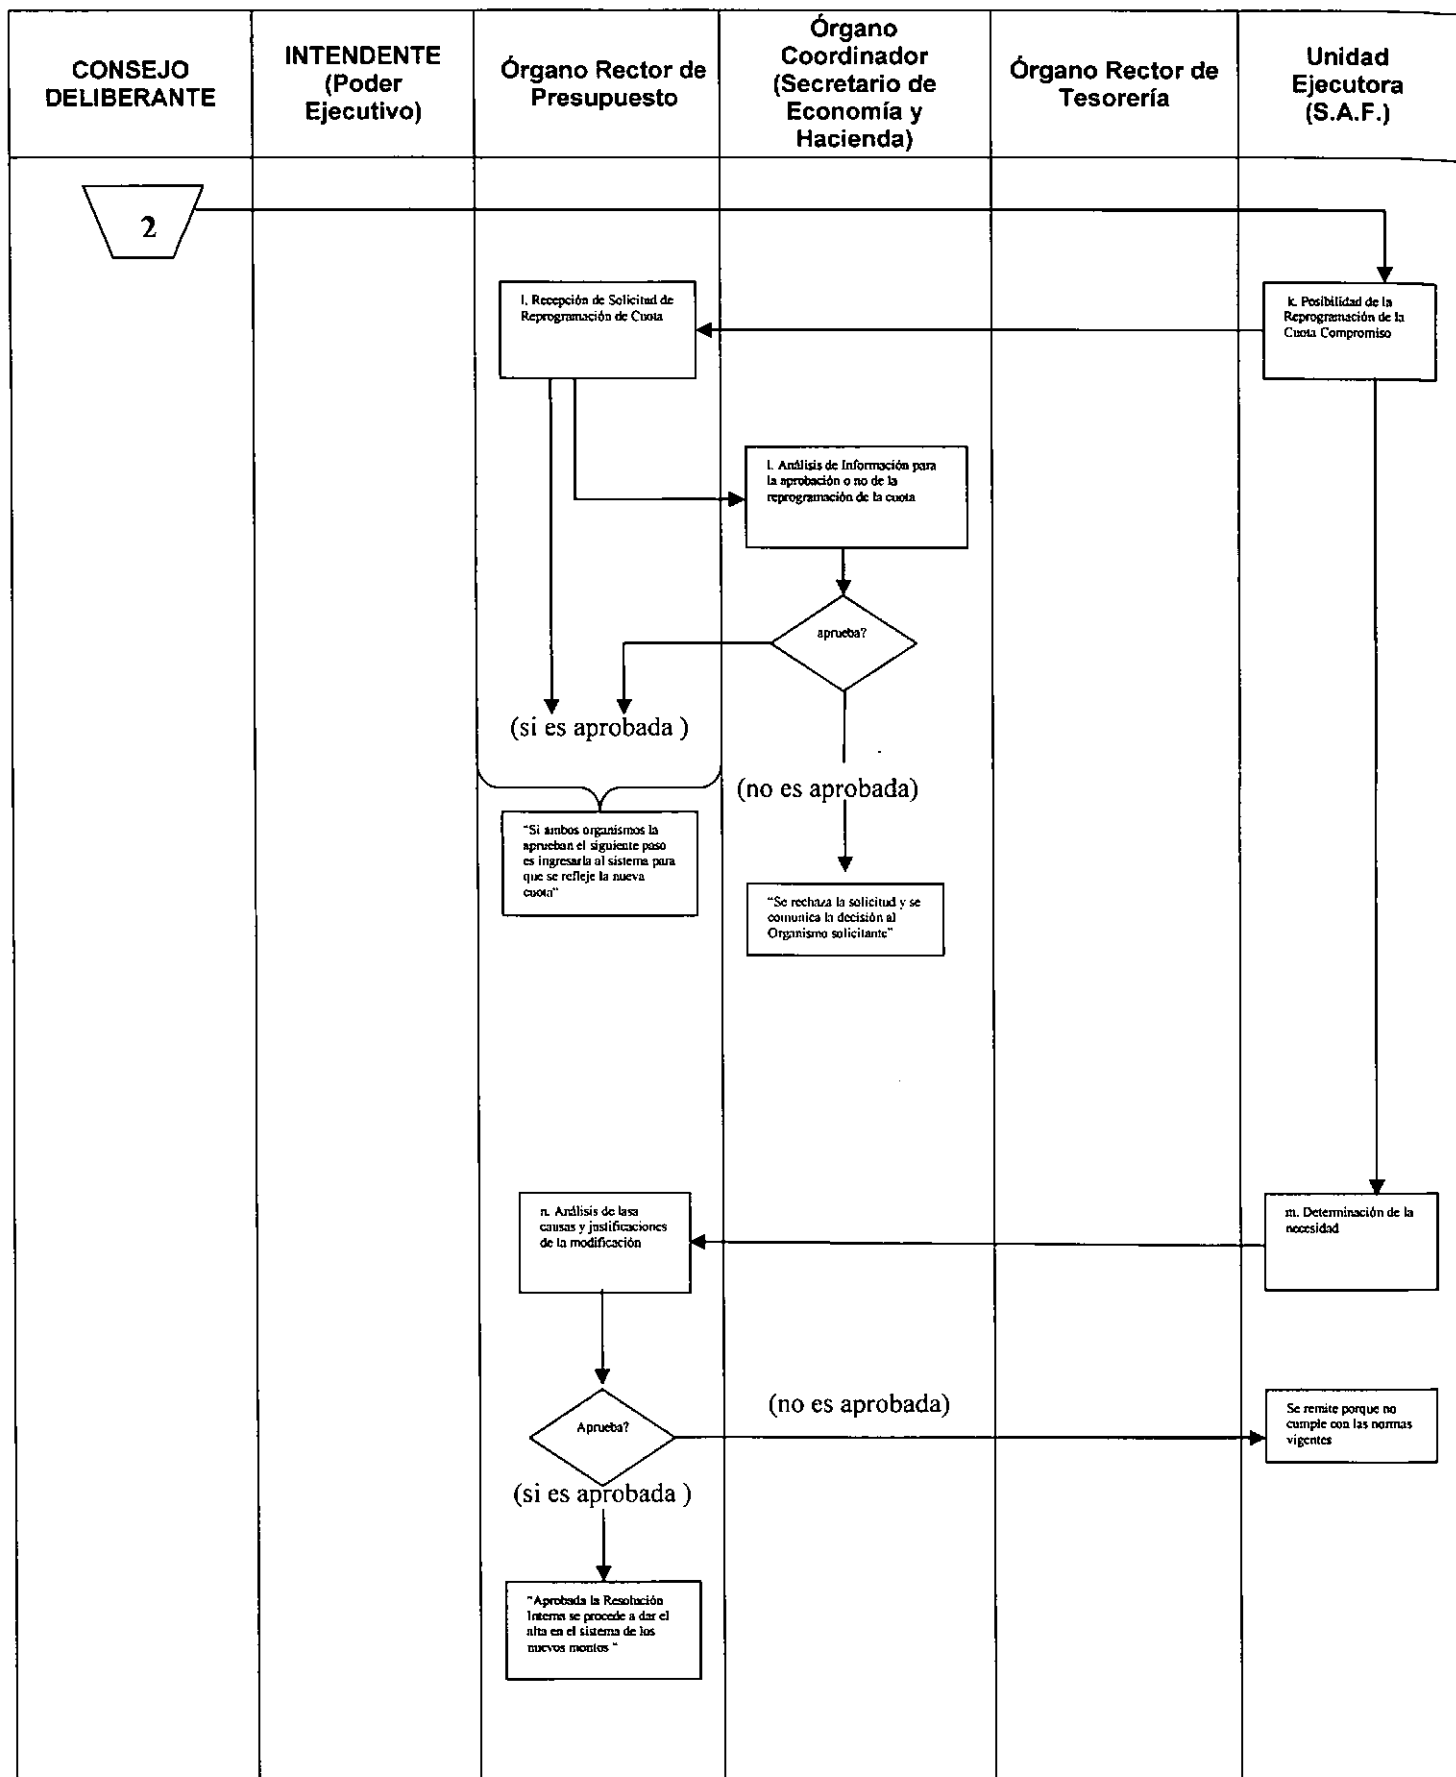 CONSEJO
DELIBERANTE
INTENDENTE
(Poder
Ejecutivo)
Órgano Rector de
Presupuesto
Órgano
Coordinador
(Secretario de
Economía y
Hacienda)
Órgano Rector de
Tesorería
Unidad
Ejecutora
(S.A.F.)
2
l. Recepción de Solicitud de
Reprogramación de Cuota
k. Posibilidad de la
Reprogramación de la
Cuota Compromiso
l. Análisis de Información para
la aprobación o no de la
reprogramación de la cuota
aprueba?
(si es aprobada )
(no es aprobada)
"Si ambos organismos la
aprueban el siguiente paso
es ingresarla al sistema para
que se refleje la nueva
cuota"
"Se rechaza la solicitud y se
comunica la decisión al
Organismo solicitante"
n. Análisis de lasa
causas y justificaciones
de la modificación
m. Determinación de la
necesidad
Aprueba?
(no es aprobada)
Se remite porque no
cumple con las normas
vigentes
(si es aprobada )
"Aprobada la Resolución
Interna se procede a dar el
alta en el sistema de los
nuevos montos "